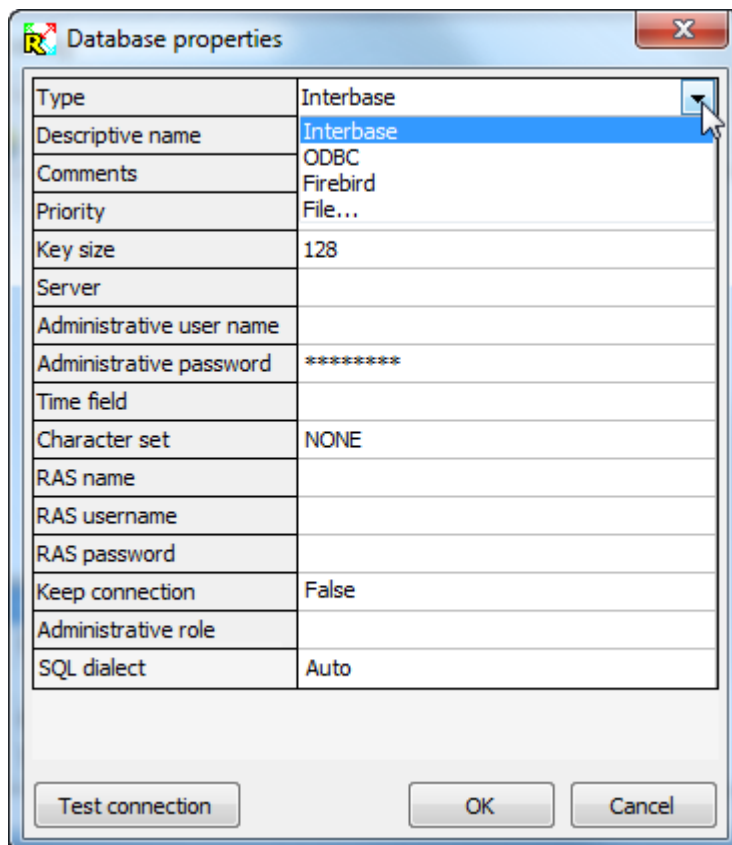 Database properties
Type Interbase
Descriptive name Interbase
ODBC
Comments Firebird
Priority File...
Key size 128
Server
Administrative user name
Administrative password ********
Time field
Character set NONE
RAS name
RAS username
RAS password
Keep connection False
Administrative role
SQL dialect Auto
Test connection OK Cancel